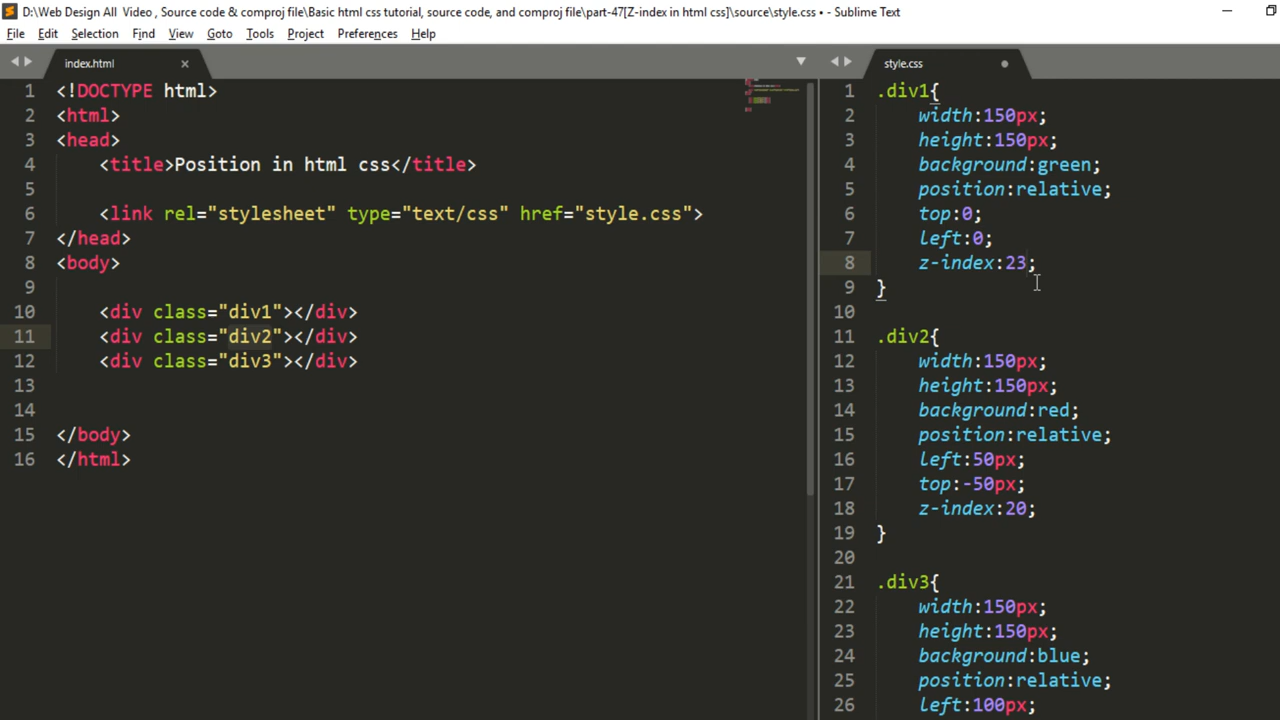 D:\Web Design All  Video , Source code & comproj file\Basic html css tutorial, source code, and comproj file\part-47[Z-index in html css]\source\style.css • - Sublime Text
File Edit Selection Find View Goto Tools Project Preferences Help
index.html
1 <!DOCTYPE html>
2 <html>
3 <head>
4     <title>Position in html css</title>
5
6     <link rel="stylesheet" type="text/css" href="style.css">
7 </head>
8 <body>
9
10     <div class="div1"></div>
11     <div class="div2"></div>
12     <div class="div3"></div>
13
14
15 </body>
16 </html>
style.css
1 .div1{
2     width:150px;
3     height:150px;
4     background:green;
5     position:relative;
6     top:0;
7     left:0;
8     z-index:23;
9 }
10
11 .div2{
12     width:150px;
13     height:150px;
14     background:red;
15     position:relative;
16     left:50px;
17     top:-50px;
18     z-index:20;
19 }
20
21 .div3{
22     width:150px;
23     height:150px;
24     background:blue;
25     position:relative;
26     left:100px;